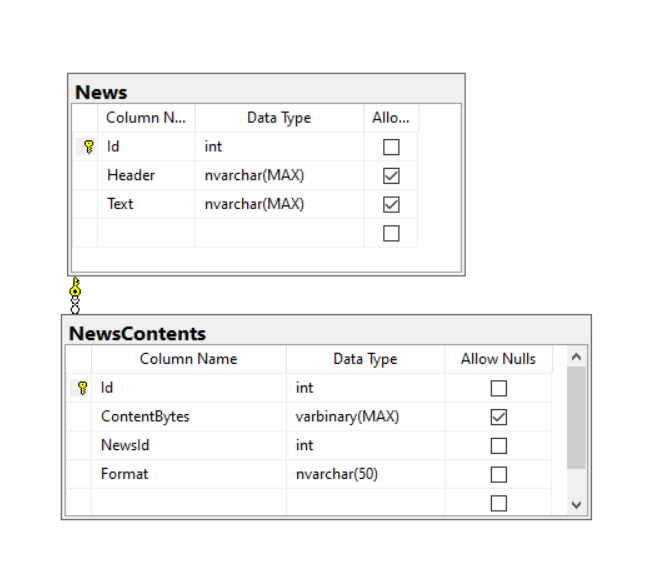 News
Column N... Data Type Allo...
Id int
Header nvarchar(MAX)
Text nvarchar(MAX)
NewsContents
Column Name Data Type Allow Nulls
Id int
ContentBytes varbinary(MAX)
NewsId int
Format nvarchar(50)